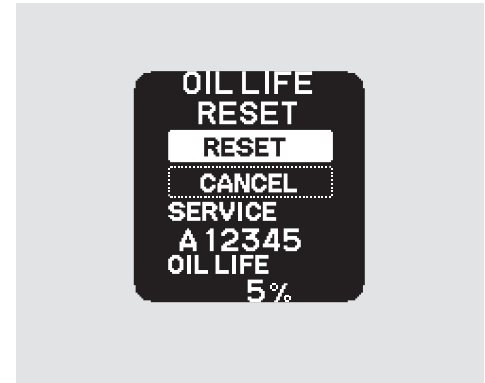 OIL LIFE
RESET
RESET
CANCEL
SERVICE
A 12345
OIL LIFE
5%